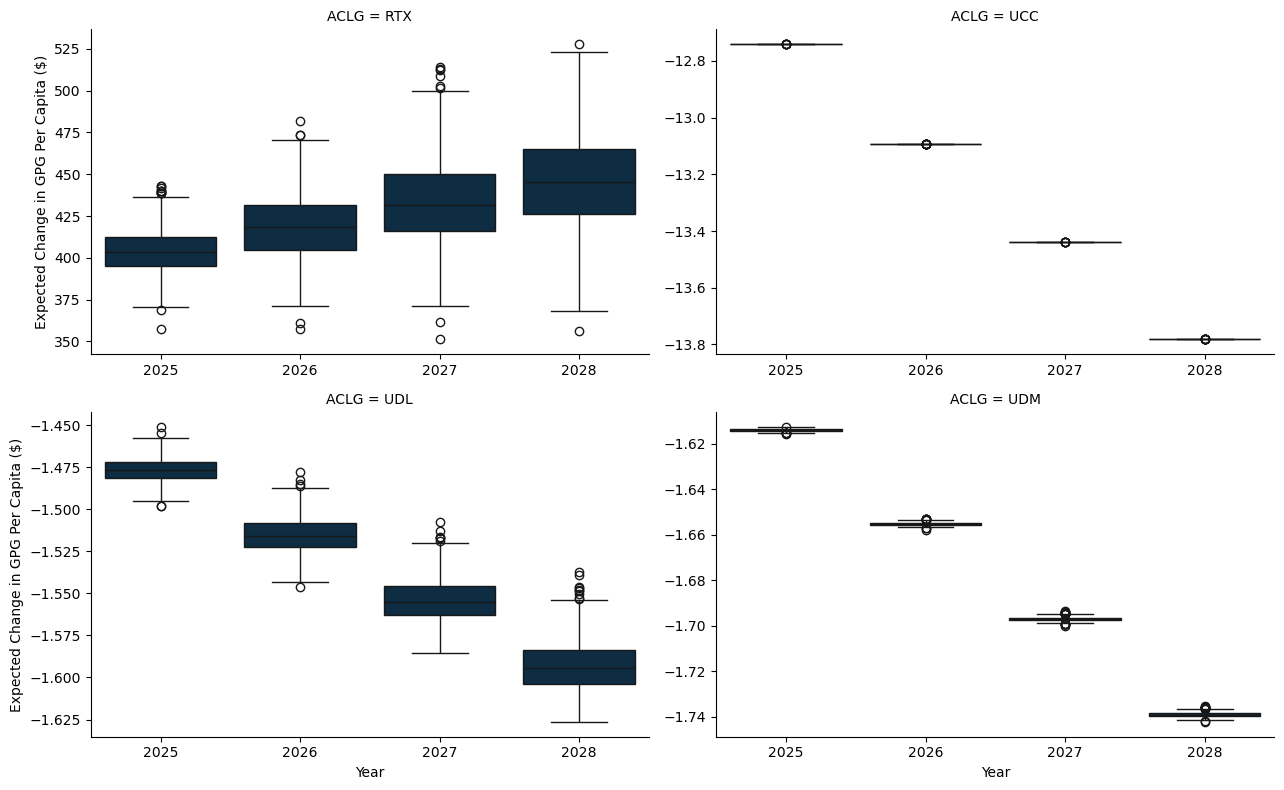 ACLG = RTX
Expected Change in GPG Per Capita ($)
525
500
475
450
425
400
375
350
2025 2026 2027 2028
ACLG = UCC
−12.8
−13.0
−13.2
−13.4
−13.6
−13.8
2025 2026 2027 2028
ACLG = UDL
Expected Change in GPG Per Capita ($)
−1.450
−1.475
−1.500
−1.525
−1.550
−1.575
−1.600
−1.625
2025 2026 2027 2028
Year
ACLG = UDM
−1.62
−1.64
−1.66
−1.68
−1.70
−1.72
−1.74
2025 2026 2027 2028
Year